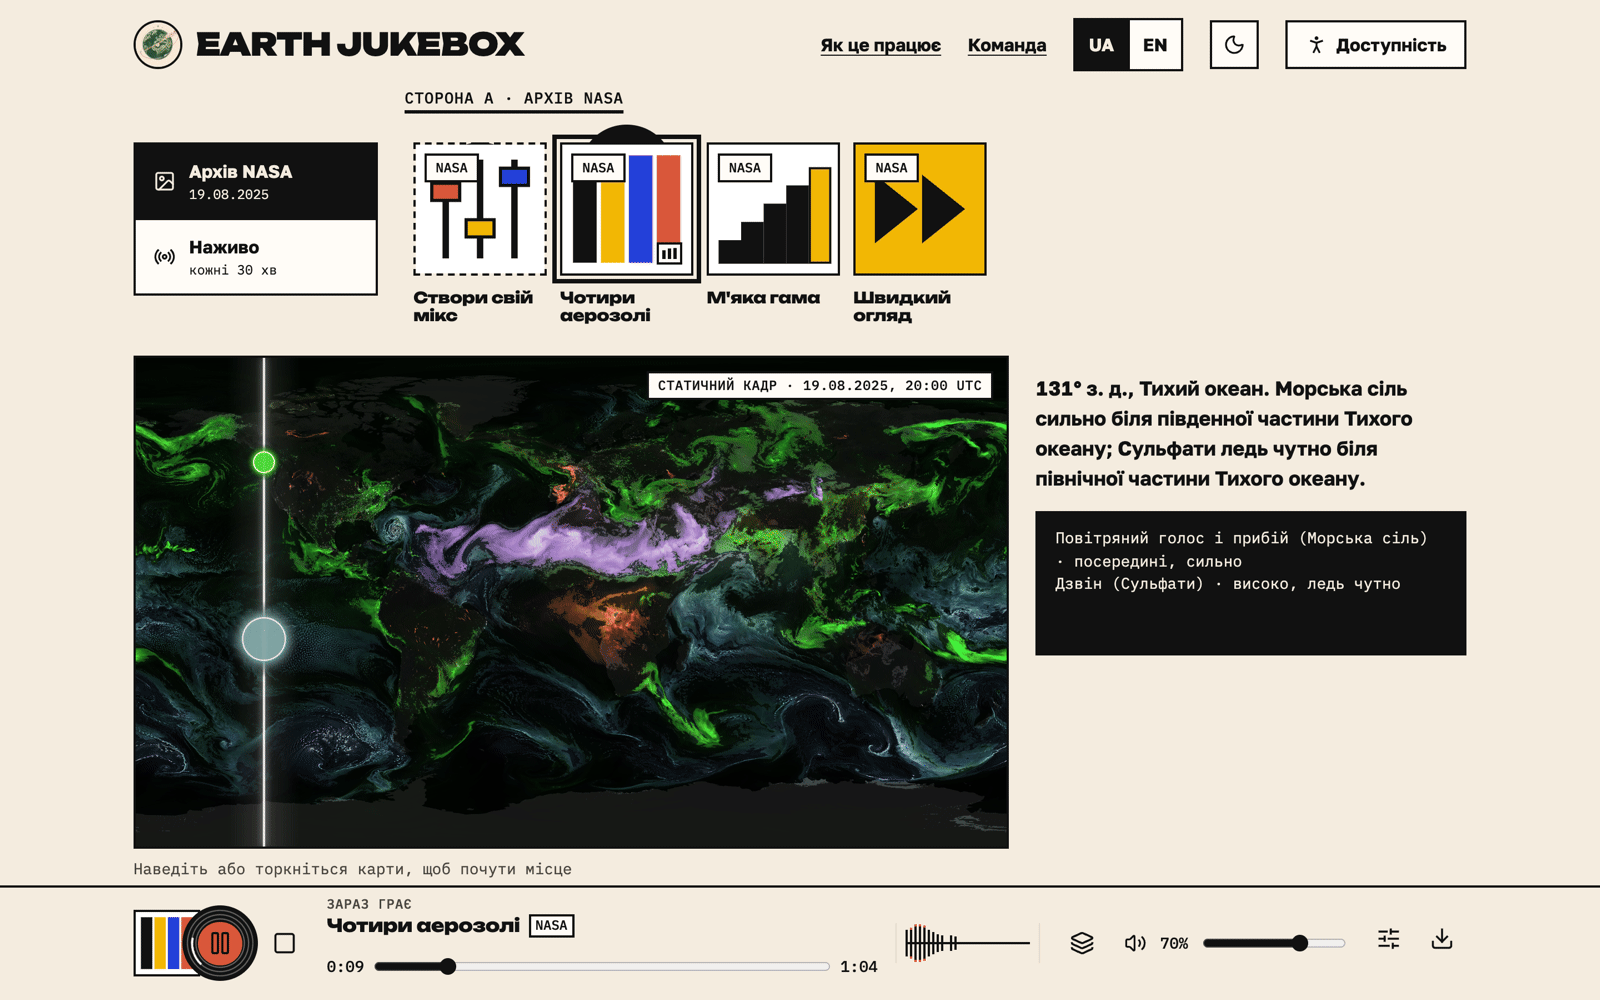 EARTH JUKEBOX
Як це працює
Команда
UA
EN
Доступність
СТОРОНА А · АРХІВ NASA
Архів NASA
19.08.2025
Наживо
кожні 30 хв
NASA
Створи свій
мікс
NASA
Чотири
аерозолі
NASA
М'яка гама
NASA
Швидкий
огляд
СТАТИЧНИЙ КАДР · 19.08.2025, 20:00 UTC
131° з. д., Тихий океан. Морська сіль
сильно біля південної частини Тихого
океану; Сульфати ледь чутно біля
північної частини Тихого океану.
Повітряний голос і прибій (Морська сіль)
· посередині, сильно
Дзвін (Сульфати) · високо, ледь чутно
Наведіть або торкніться карти, щоб почути місце
ЗАРАЗ ГРАЄ
Чотири аерозолі NASA
0:09
1:04
70%